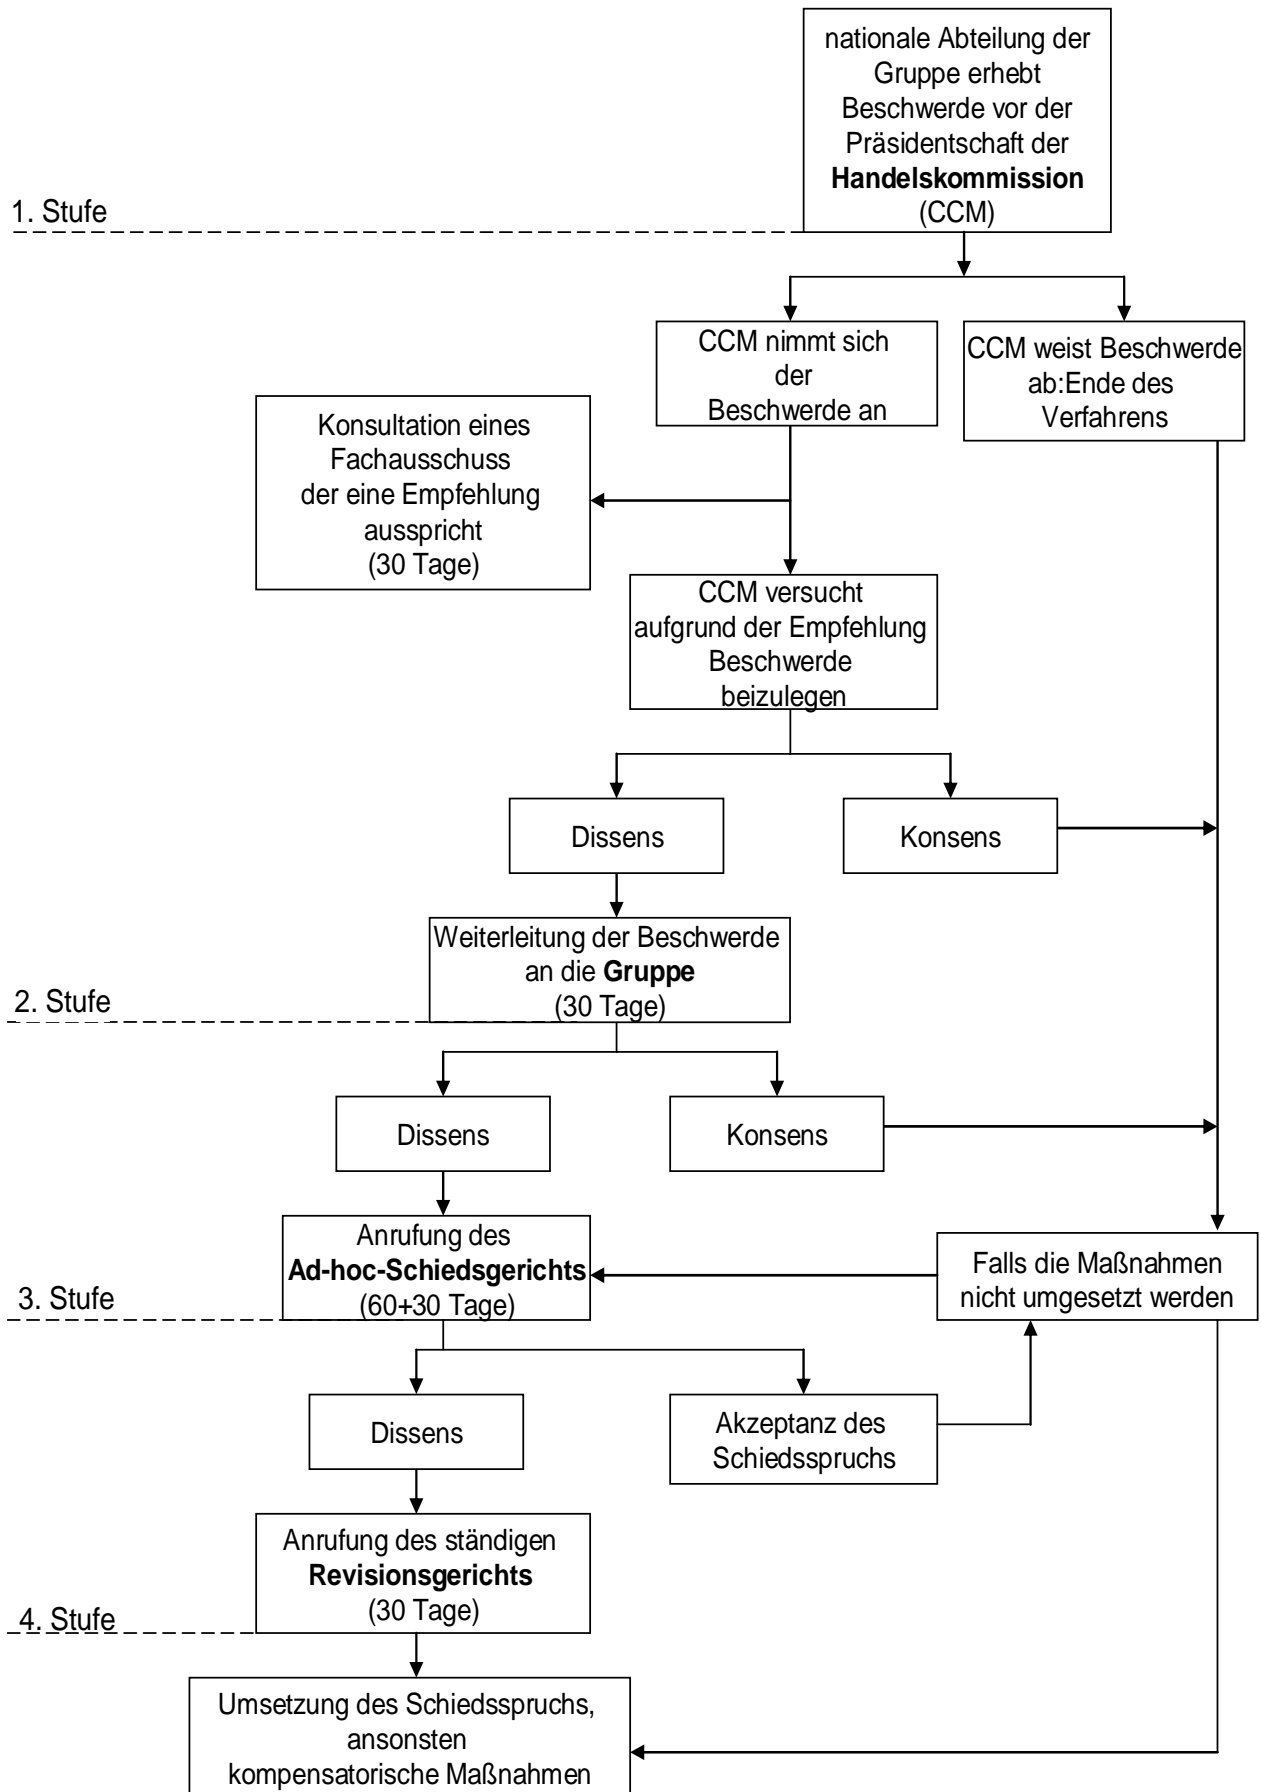 nationale Abteilung der
Gruppe erhebt
Beschwerde vor der
Präsidentschaft der
Handelskommission
(CCM)
1. Stufe
CCM nimmt sich
der
Beschwerde an
CCM weist Beschwerde
ab:Ende des
Verfahrens
Konsultation eines
Fachausschuss
der eine Empfehlung
ausspricht
(30 Tage)
CCM versucht
aufgrund der Empfehlung
Beschwerde
beizulegen
Dissens
Konsens
Weiterleitung der Beschwerde
an die Gruppe
(30 Tage)
2. Stufe
Dissens
Konsens
Anrufung des
Ad-hoc-Schiedsgerichts
(60+30 Tage)
3. Stufe
Falls die Maßnahmen
nicht umgesetzt werden
Dissens
Akzeptanz des
Schiedsspruchs
Anrufung des ständigen
Revisionsgerichts
(30 Tage)
4. Stufe
Umsetzung des Schiedsspruchs,
ansonsten
kompensatorische Maßnahmen